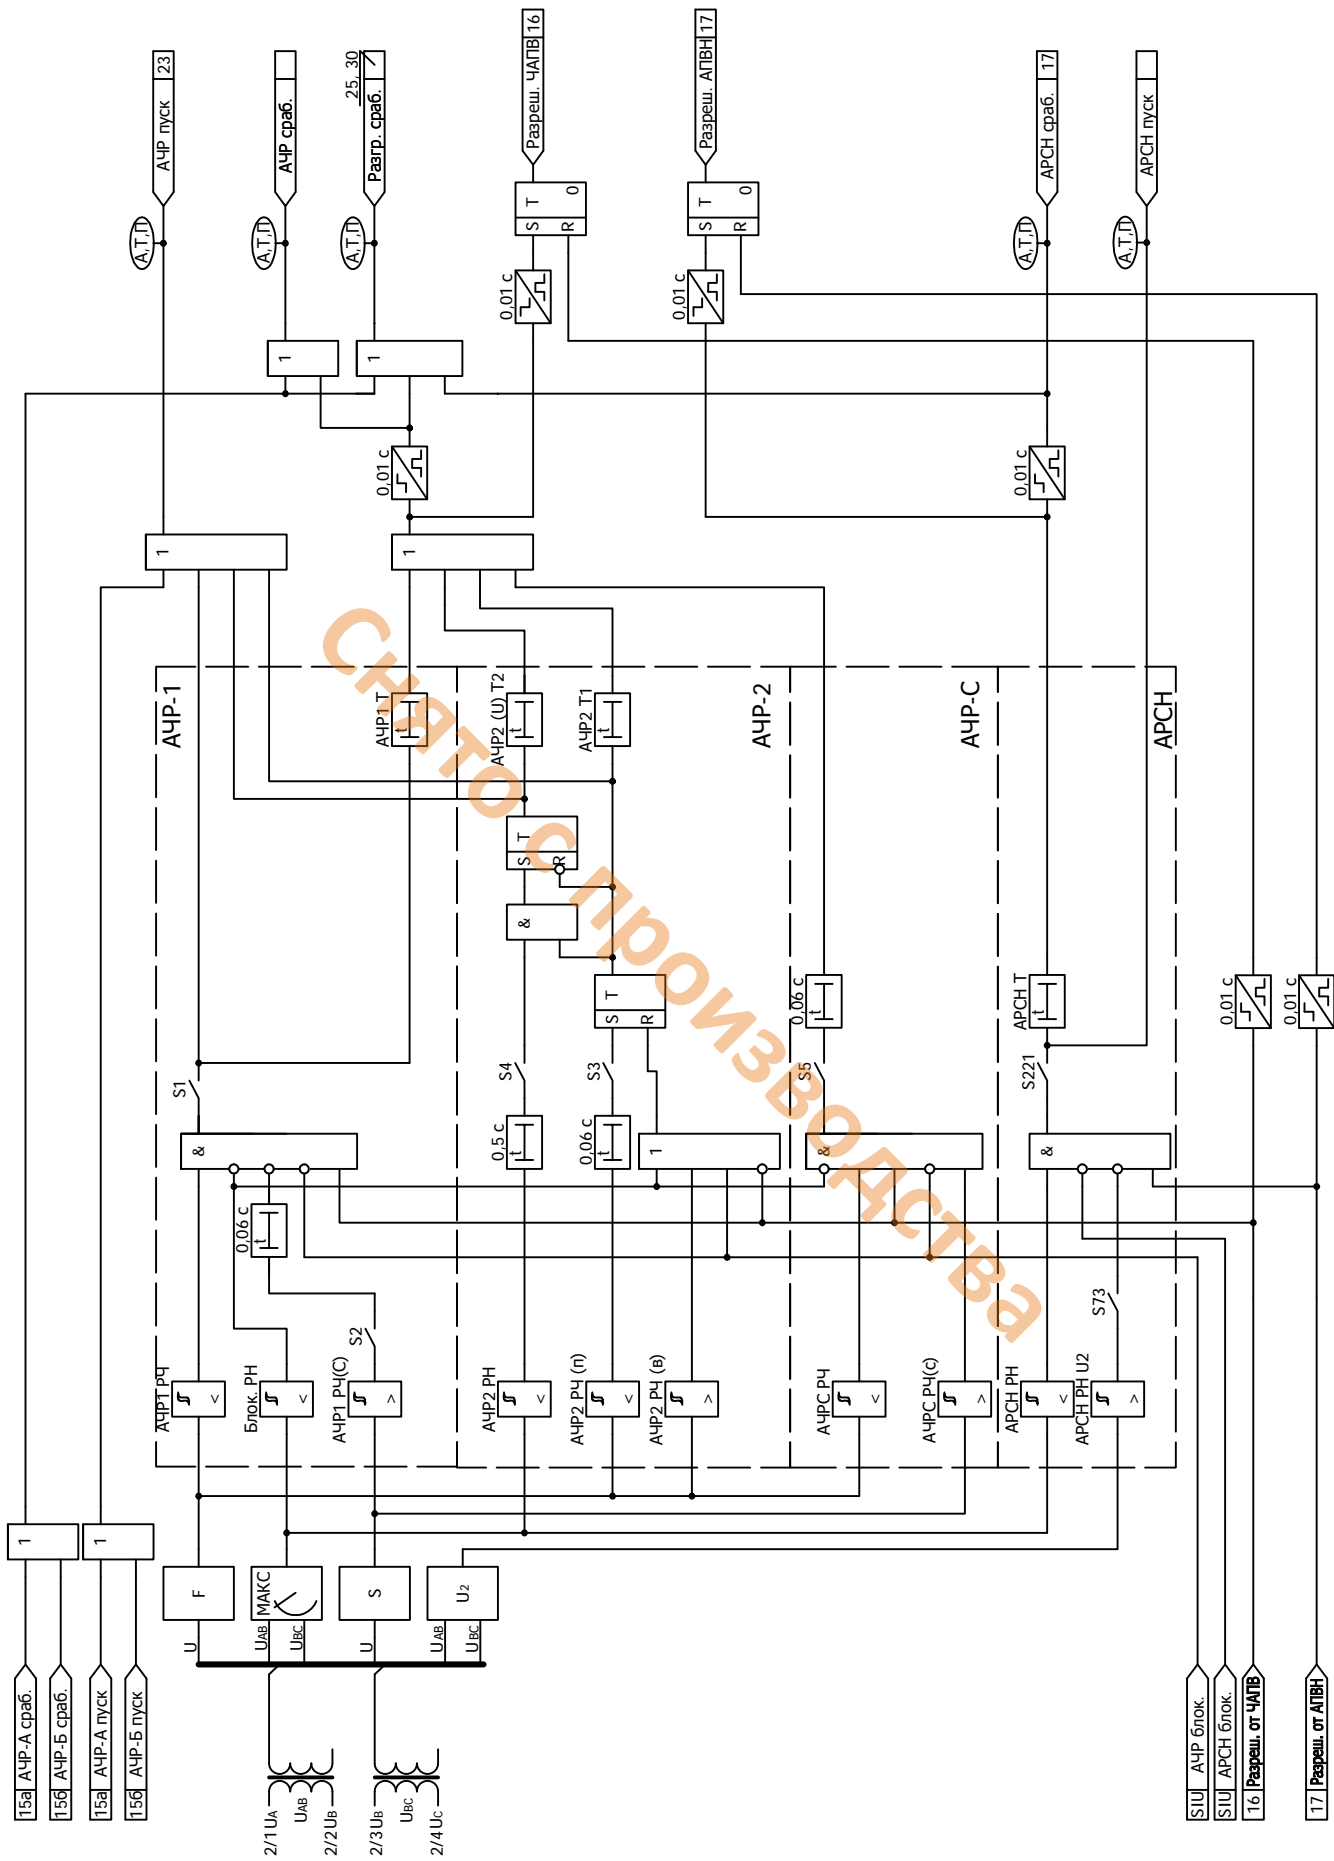 15а АЧР-А сраб.
15б АЧР-Б сраб.
15а АЧР-А пуск
15б АЧР-Б пуск
1
1
2/1 UA
UAB
2/2 UB
2/3 UB
UBC
2/4 UC
U
UAB
UBC
U
UAB
UBC
F
МАКС
S
U2
АЧР-1
АЧР1 РЧ
<
Блок. РН
<
АЧР1 РЧ(С)
>
S2
0,06 с
t
&
S1
АЧР1 Т
t
АЧР-2
АЧР2 РН
<
АЧР2 РЧ (п)
<
АЧР2 РЧ (в)
>
0,5 с
t
0,06 с
t
1
S4
S3
S T
R
&
S T
R
АЧР2 (U) Т2
t
АЧР2 Т1
t
АЧР-С
АЧРС РЧ
<
АЧРС РЧ(с)
>
&
S5
0,06 с
t
АРСН
АРСН РН
<
АРСН РН U2
>
S73
&
S221
АРСН Т
t
1
1
0,01 с
0,01 с
0,01 с
0,01 с
1
1
0,01 с
0,01 с
S T
R 0
S T
R 0
А,Т,П
А,Т,П
А,Т,П
А,Т,П
А,Т,П
АЧР пуск 23
АЧР сраб.
Разгр. сраб.
25, 30
Разреш. ЧАПВ 16
Разреш. АПВН 17
АРСН сраб. 17
АРСН пуск
SIU АЧР блок.
SIU АРСН блок.
16 Разреш. от ЧАПВ
17 Разреш. от АПВН
Снято с производства